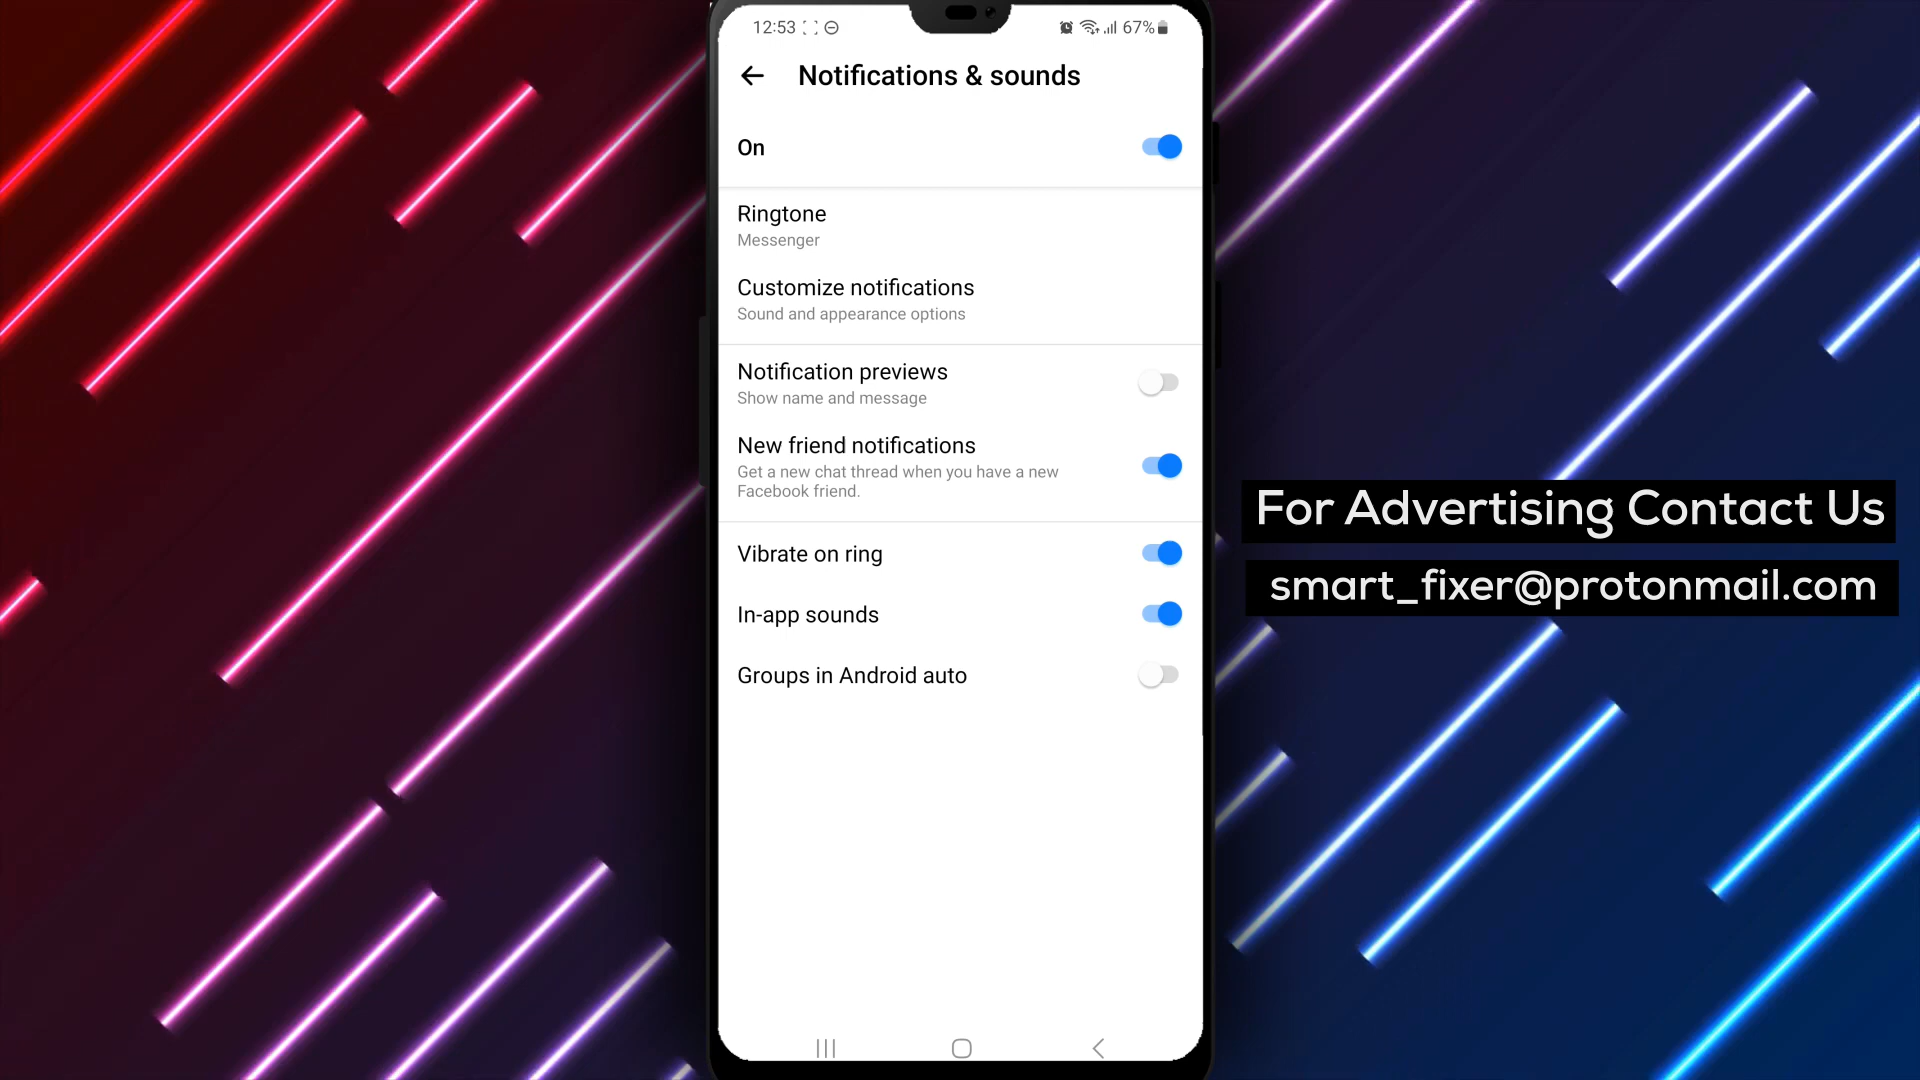 12:53 67%
Notifications & sounds
On
Ringtone
Messenger
Customize notifications
Sound and appearance options
Notification previews
Show name and message
New friend notifications
Get a new chat thread when you have a new
Facebook friend.
Vibrate on ring
In-app sounds
Groups in Android auto
For Advertising Contact Us
smart_fixer@protonmail.com